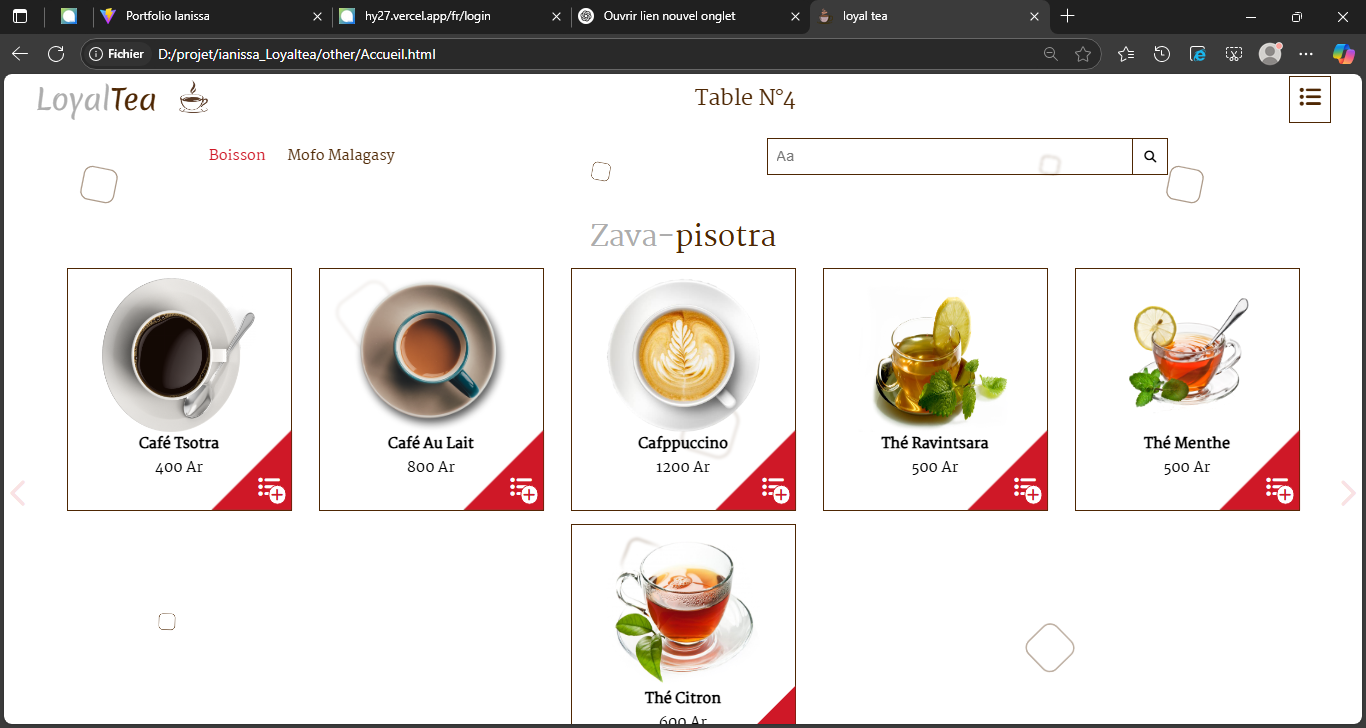 Portfolio Ianissa
hy27.vercel.app/fr/login
Ouvrir lien nouvel onglet
loyal tea
Fichier
D:/projet/ianissa_Loyaltea/other/Accueil.html
LoyalTea
Table N°4
Boisson
Mofo Malagasy
Aa
Zava-pisotra
Café Tsotra
400 Ar
Café Au Lait
800 Ar
Cafppuccino
1200 Ar
Thé Ravintsara
500 Ar
Thé Menthe
500 Ar
Thé Citron
600 Ar